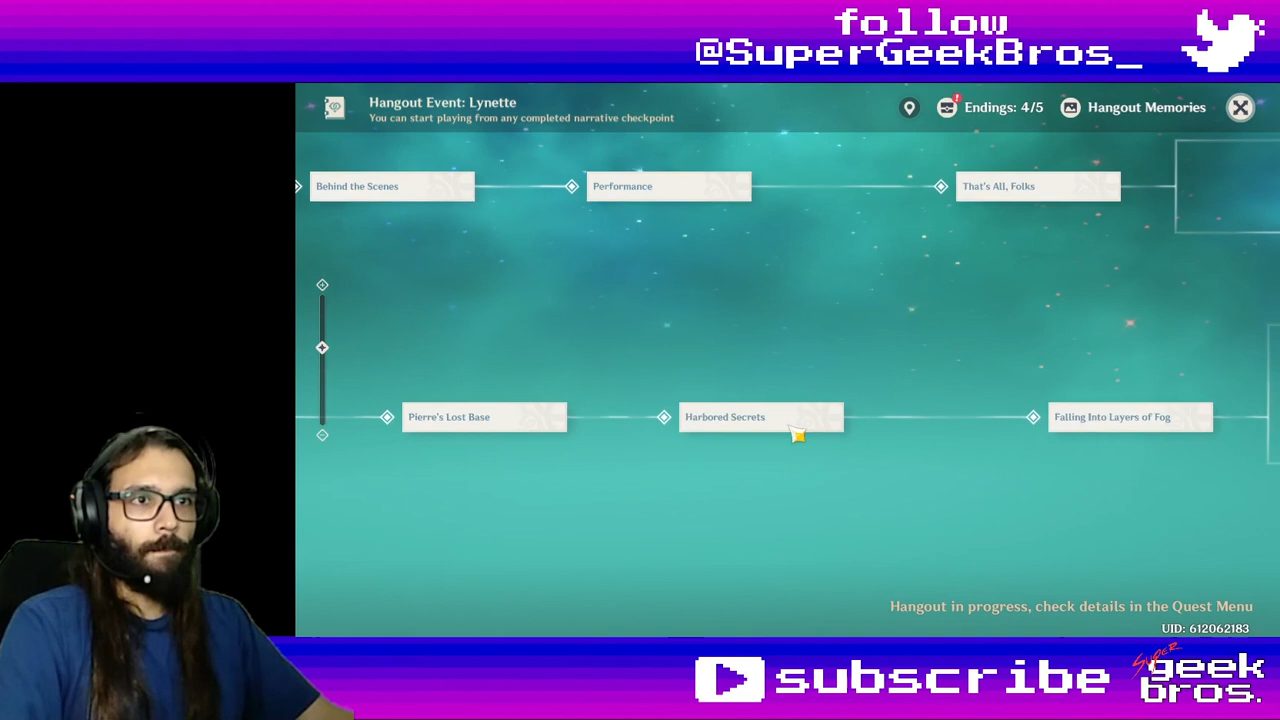 follow
@SuperGeekBros_
Hangout Event: Lynette
You can start playing from any completed narrative checkpoint
Endings: 4/5
Hangout Memories
Behind the Scenes
Performance
That's All, Folks
Pierre's Lost Base
Harbored Secrets
Falling Into Layers of Fog
Hangout in progress, check details in the Quest Menu
UID: 612062183
subscribe
SUPER
geek
bros.